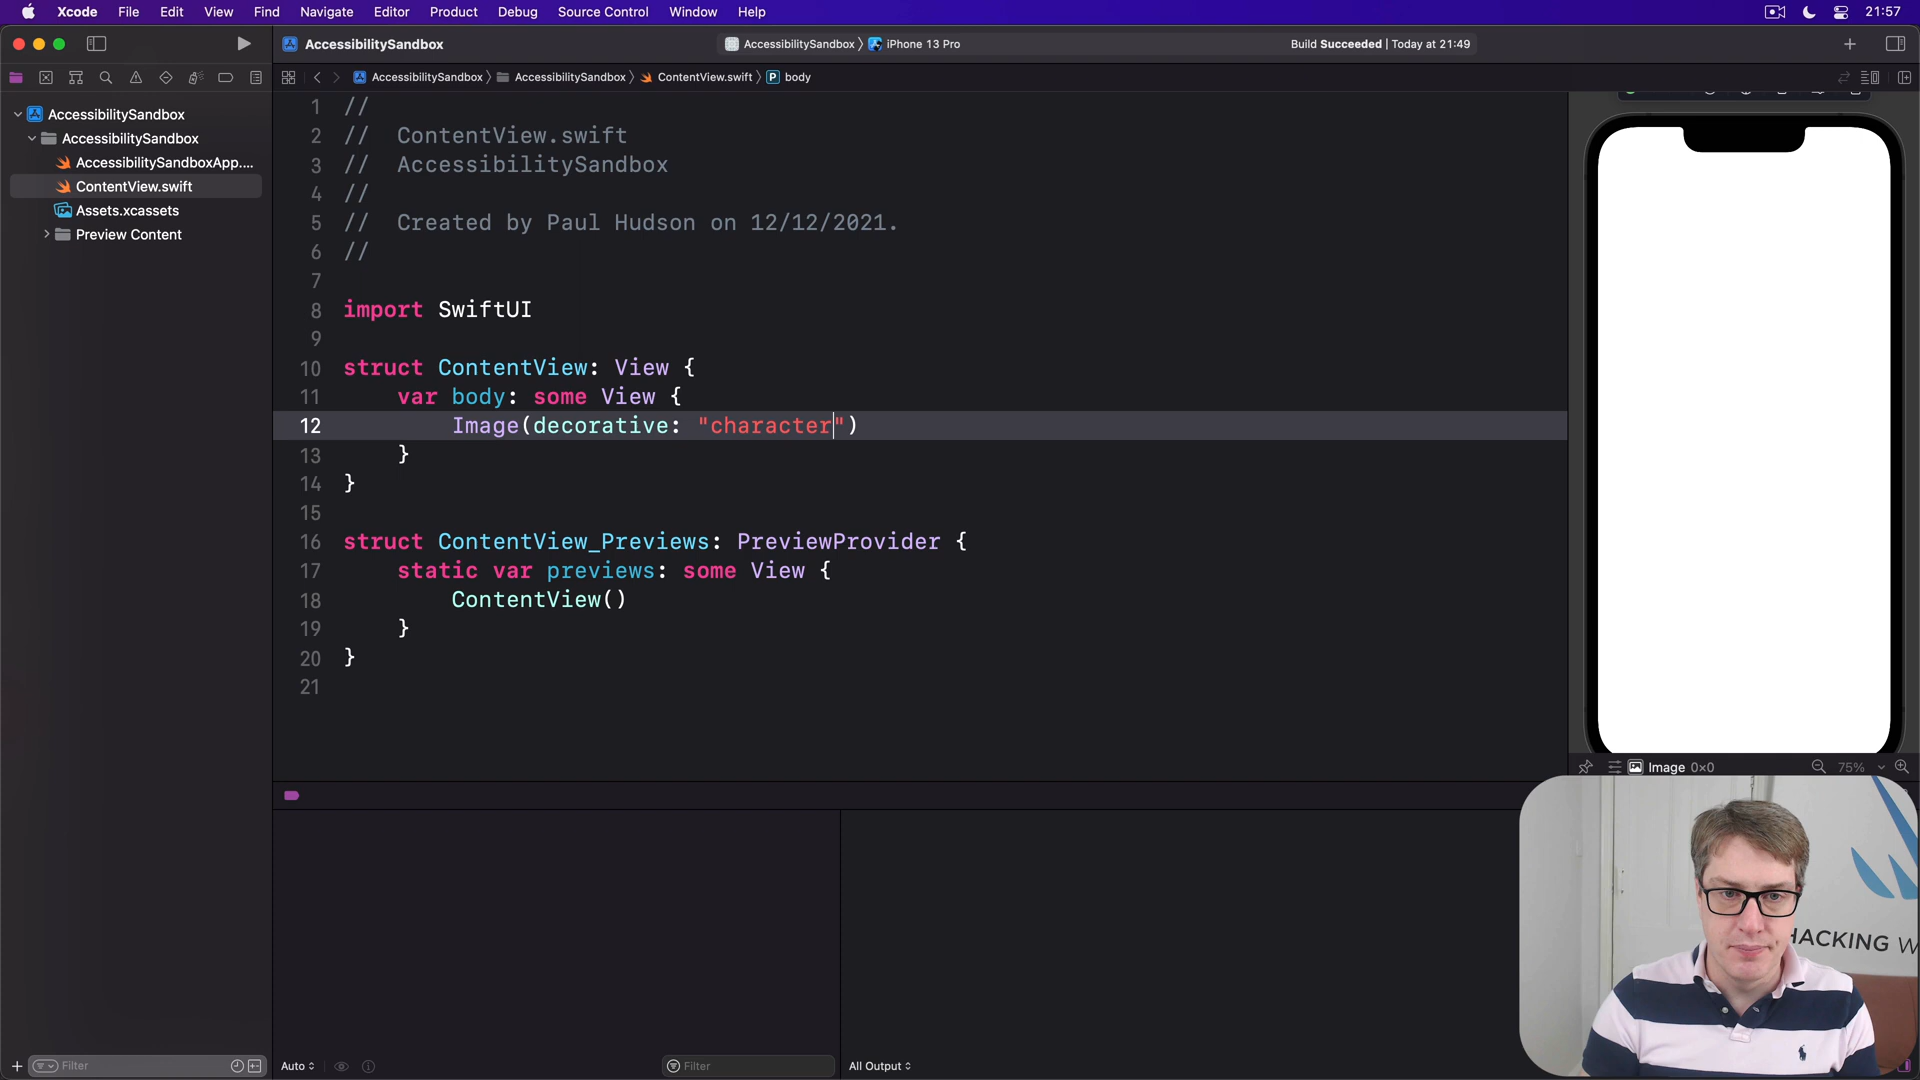 Xcode File Edit View Find Navigate Editor Product Debug Source Control Window Help 21:57
AccessibilitySandbox AccessibilitySandbox iPhone 13 Pro Build Succeeded | Today at 21:49
AccessibilitySandbox AccessibilitySandbox ContentView.swift P body
AccessibilitySandbox
AccessibilitySandbox
AccessibilitySandboxApp....
ContentView.swift
Assets.xcassets
Preview Content
1 //
2 // ContentView.swift
3 // AccessibilitySandbox
4 //
5 // Created by Paul Hudson on 12/12/2021.
6 //
7
8 import SwiftUI
9
10 struct ContentView: View {
11 var body: some View {
12 Image(decorative: "character")
13 }
14 }
15
16 struct ContentView_Previews: PreviewProvider {
17 static var previews: some View {
18 ContentView()
19 }
20 }
21
Image 0×0 75%
HACKING W
Filter Auto Filter All Output